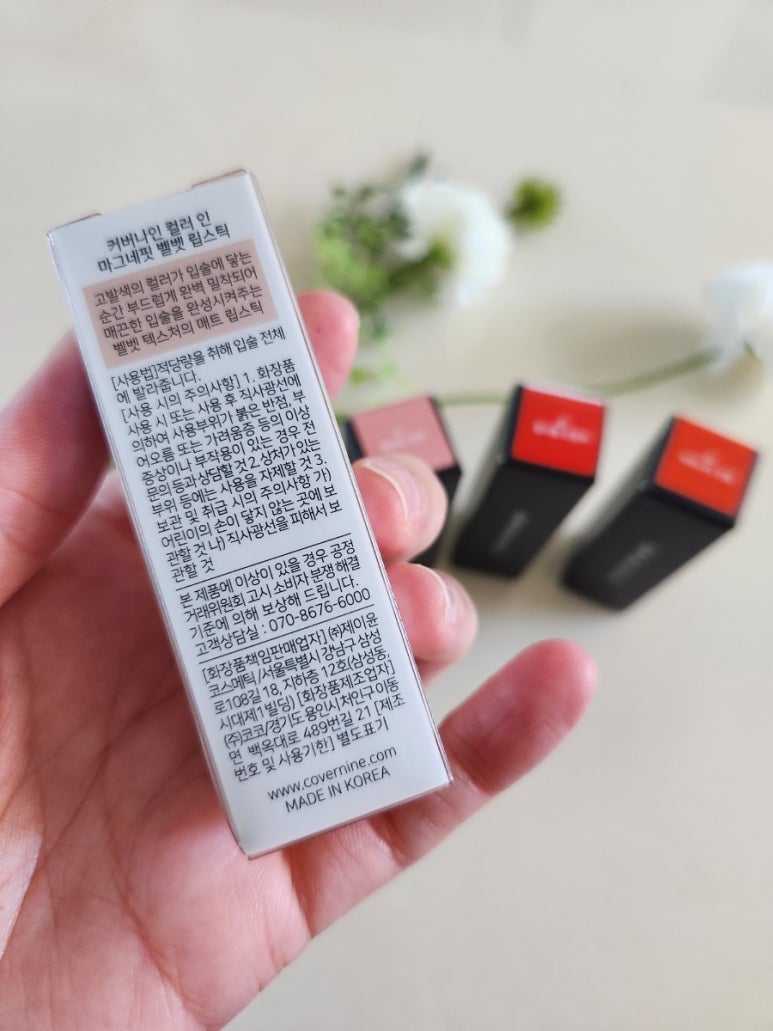 커버나인 컬러 인
마그네핏 벨벳 립스틱
고발색의 컬러가 입술에 닿는
순간 부드럽게 완벽 밀착되어
매끈한 입술을 완성시켜주는
벨벳 텍스처의 매트 립스틱
[사용법]적당량을 취해 입술 전체
에 발라줍니다.
[사용 시의 주의사항] 1. 화장품
사용 시 또는 사용 후 직사광선에
의하여 사용부위가 붉은 반점, 부
어오름 또는 가려움증 등의 이상
증상이나 부작용이 있는 경우 전
문의 등과 상담할 것 2. 상처가 있는
부위 등에는 사용을 자제할 것 3.
보관 및 취급 시의 주의사항 가)
어린이의 손이 닿지 않는 곳에 보
관할 것 나) 직사광선을 피해서 보
관할 것
본 제품에 이상이 있을 경우 공정
거래위원회 고시 소비자 분쟁 해결
기준에 의해 보상해 드립니다.
고객상담실 : 070-8676-6000
[화장품책임판매업자] ㈜제이윤
코스메틱/서울특별시 강남구 삼성
로108길 18, 지하층 12호(삼성동,
시대제1빌딩) [화장품제조업자]
㈜코코/경기도 용인시 처인구 이동
면 백옥대로 489번길 21 [제조
번호 및 사용기한] 별도표기
www.covernine.com
MADE IN KOREA